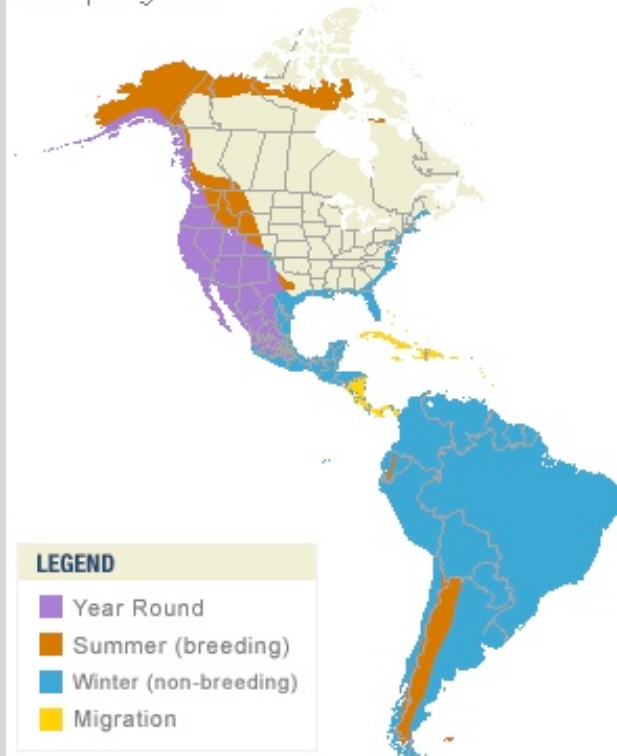 LEGEND
Year Round
Summer (breeding)
Winter (non-breeding)
Migration